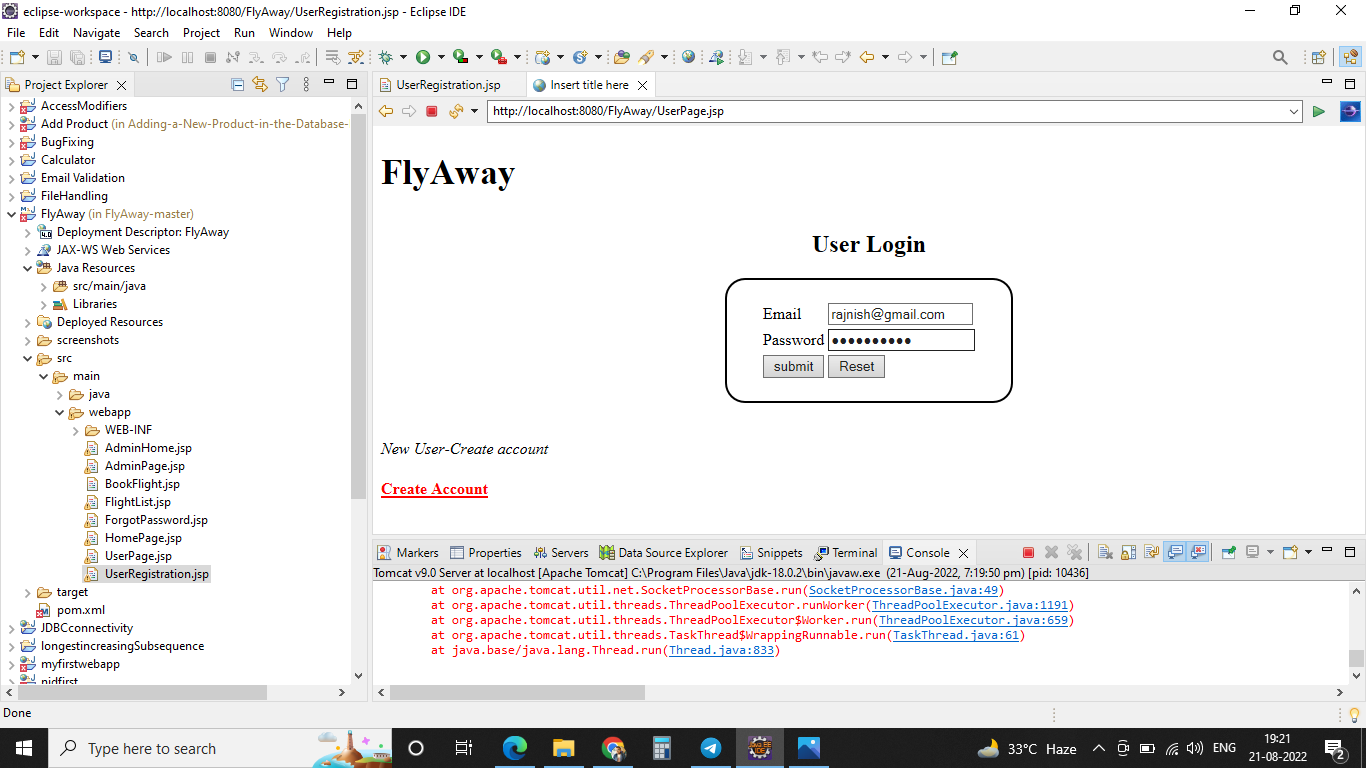 eclipse-workspace - http://localhost:8080/FlyAway/UserRegistration.jsp - Eclipse IDE
File Edit Navigate Search Project Run Window Help
Project Explorer
AccessModifiers
Add Product (in Adding-a-New-Product-in-the-Database-
BugFixing
Calculator
Email Validation
FileHandling
FlyAway (in FlyAway-master)
Deployment Descriptor: FlyAway
JAX-WS Web Services
Java Resources
src/main/java
Libraries
Deployed Resources
screenshots
src
main
java
webapp
WEB-INF
AdminHome.jsp
AdminPage.jsp
BookFlight.jsp
FlightList.jsp
ForgotPassword.jsp
HomePage.jsp
UserPage.jsp
UserRegistration.jsp
target
pom.xml
JDBCconnectivity
longestincreasingSubsequence
myfirstwebapp
nidfirst
UserRegistration.jsp Insert title here
http://localhost:8080/FlyAway/UserPage.jsp
FlyAway
User Login
Email rajnish@gmail.com
Password ●●●●●●●●●●
submit Reset
New User-Create account
Create Account
Markers Properties Servers Data Source Explorer Snippets Terminal Console
Tomcat v9.0 Server at localhost [Apache Tomcat] C:\Program Files\Java\jdk-18.0.2\bin\javaw.exe (21-Aug-2022, 7:19:50 pm) [pid: 10436]
at org.apache.tomcat.util.net.SocketProcessorBase.run(SocketProcessorBase.java:49)
at org.apache.tomcat.util.threads.ThreadPoolExecutor.runWorker(ThreadPoolExecutor.java:1191)
at org.apache.tomcat.util.threads.ThreadPoolExecutor$Worker.run(ThreadPoolExecutor.java:659)
at org.apache.tomcat.util.threads.TaskThread$WrappingRunnable.run(TaskThread.java:61)
at java.base/java.lang.Thread.run(Thread.java:833)
Done
Type here to search
33°C Haze
ENG
19:21
21-08-2022
2